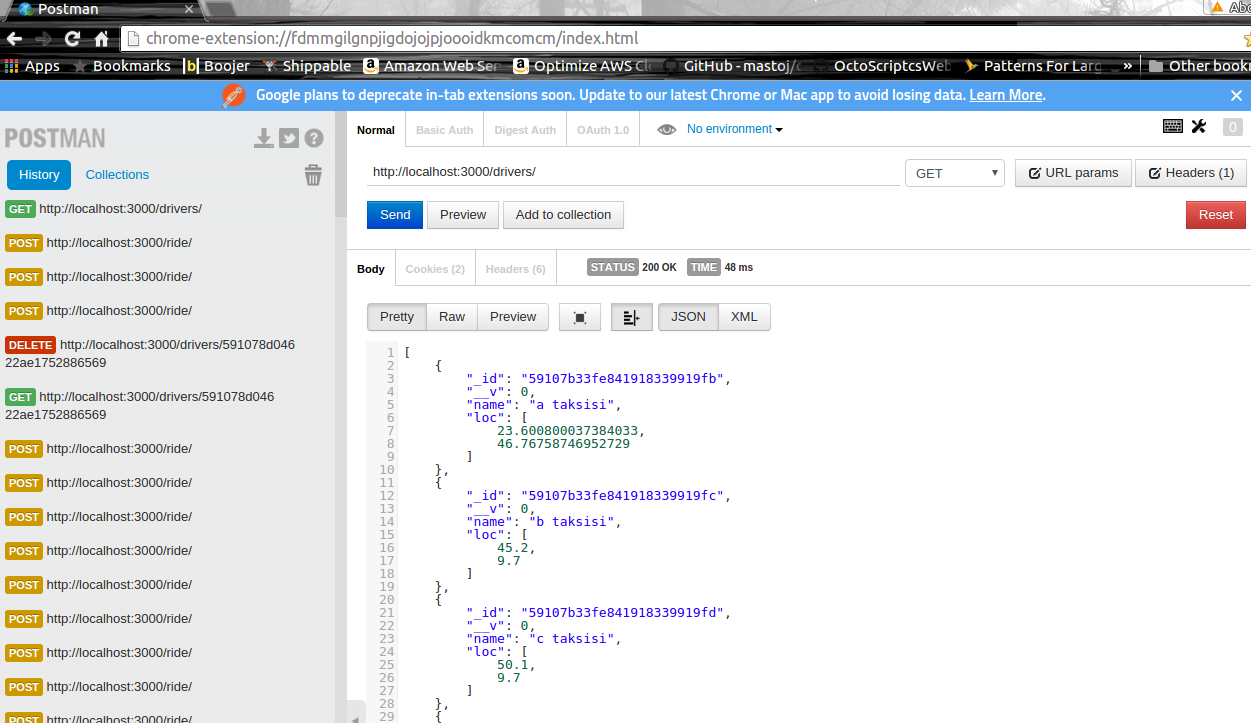 Postman
Abo
chrome-extension://fdmmgilgnpjigdojojpjoooidkmcomcm/index.html
Apps Bookmarks Boojer Shippable Amazon Web Ser Optimize AWS Cl GitHub - mastoj/c OctoScriptcsWeb Patterns For Larg » Other bookm
Google plans to deprecate in-tab extensions soon. Update to our latest Chrome or Mac app to avoid losing data. Learn More.
POSTMAN
History Collections
GET http://localhost:3000/drivers/
POST http://localhost:3000/ride/
POST http://localhost:3000/ride/
POST http://localhost:3000/ride/
DELETE http://localhost:3000/drivers/591078d046
22ae1752886569
GET http://localhost:3000/drivers/591078d046
22ae1752886569
POST http://localhost:3000/ride/
POST http://localhost:3000/ride/
POST http://localhost:3000/ride/
POST http://localhost:3000/ride/
POST http://localhost:3000/ride/
POST http://localhost:3000/ride/
POST http://localhost:3000/ride/
POST http://localhost:3000/ride/
POST http://localhost:3000/ride/
Normal Basic Auth Digest Auth OAuth 1.0 No environment 0
http://localhost:3000/drivers/ GET URL params Headers (1)
Send Preview Add to collection Reset
Body Cookies (2) Headers (6) STATUS 200 OK TIME 48 ms
Pretty Raw Preview JSON XML
1 [
2 {
3 "_id": "59107b33fe841918339919fb",
4 "__v": 0,
5 "name": "a taksisi",
6 "loc": [
7 23.600800037384033,
8 46.76758746952729
9 ]
10 },
11 {
12 "_id": "59107b33fe841918339919fc",
13 "__v": 0,
14 "name": "b taksisi",
15 "loc": [
16 45.2,
17 9.7
18 ]
19 },
20 {
21 "_id": "59107b33fe841918339919fd",
22 "__v": 0,
23 "name": "c taksisi",
24 "loc": [
25 50.1,
26 9.7
27 ]
28 },
29 {